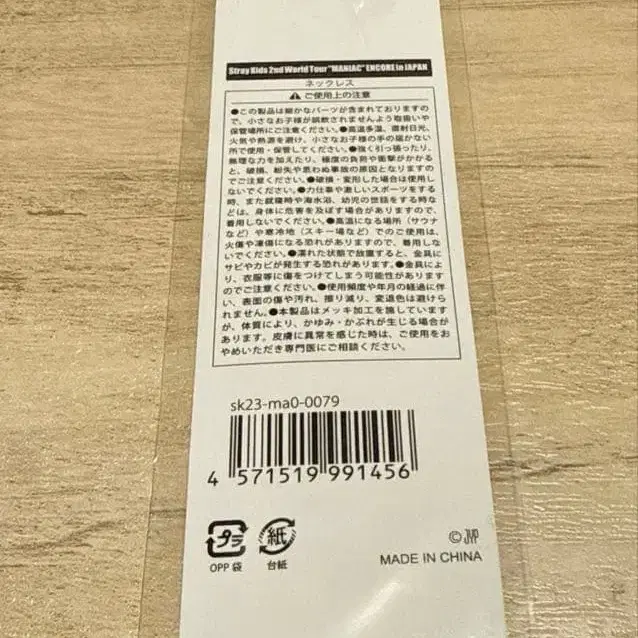 Stray Kids 2nd World Tour "MANIAC" ENCORE in JAPAN
ネックレス
⚠ ご使用上の注意
●この製品は細かなパーツが含まれておりますの
で、小さなお子様が誤飲されませんよう取扱いや
保管場所にご注意ください。●高温多湿、直射日光、
火気や熱源を避け、小さなお子様の手の届かない
所で使用・保管してください。●強く引っ張ったり、
無理な力を加えたり、極度の負荷や衝撃がかかる
と、破損、紛失や思わぬ事故の原因となりますの
でご注意ください。●破損・変形した場合は使用し
ないでください。●力仕事や激しいスポーツをする
時、また就寝時や海水浴、幼児の世話をする時な
どは、身体に危害を及ぼす場合がありますので、
着用しないでください。●高温になる場所（サウナ
など）や寒冷地（スキー場など）でのご使用は、
火傷や凍傷になる恐れがありますので、着用しな
いでください。●濡れた状態で放置すると、金具に
サビやカビが発生する恐れがあります。●金具によ
り、衣服等に傷をつけてしまう可能性があります
のでご注意ください。●使用頻度や年月の経過に伴
い、表面の傷や汚れ、擦り減り、変退色は避けら
れません。●本製品はメッキ加工を施しています
が、体質により、かゆみ・かぶれが生じる場合が
あります。皮膚に異常を感じた時は、ご使用をお
やめいただき専門医にご相談ください。
sk23-ma0-0079
4 571519 991456
プラ 紙
OPP 袋 台紙
© JYP
MADE IN CHINA